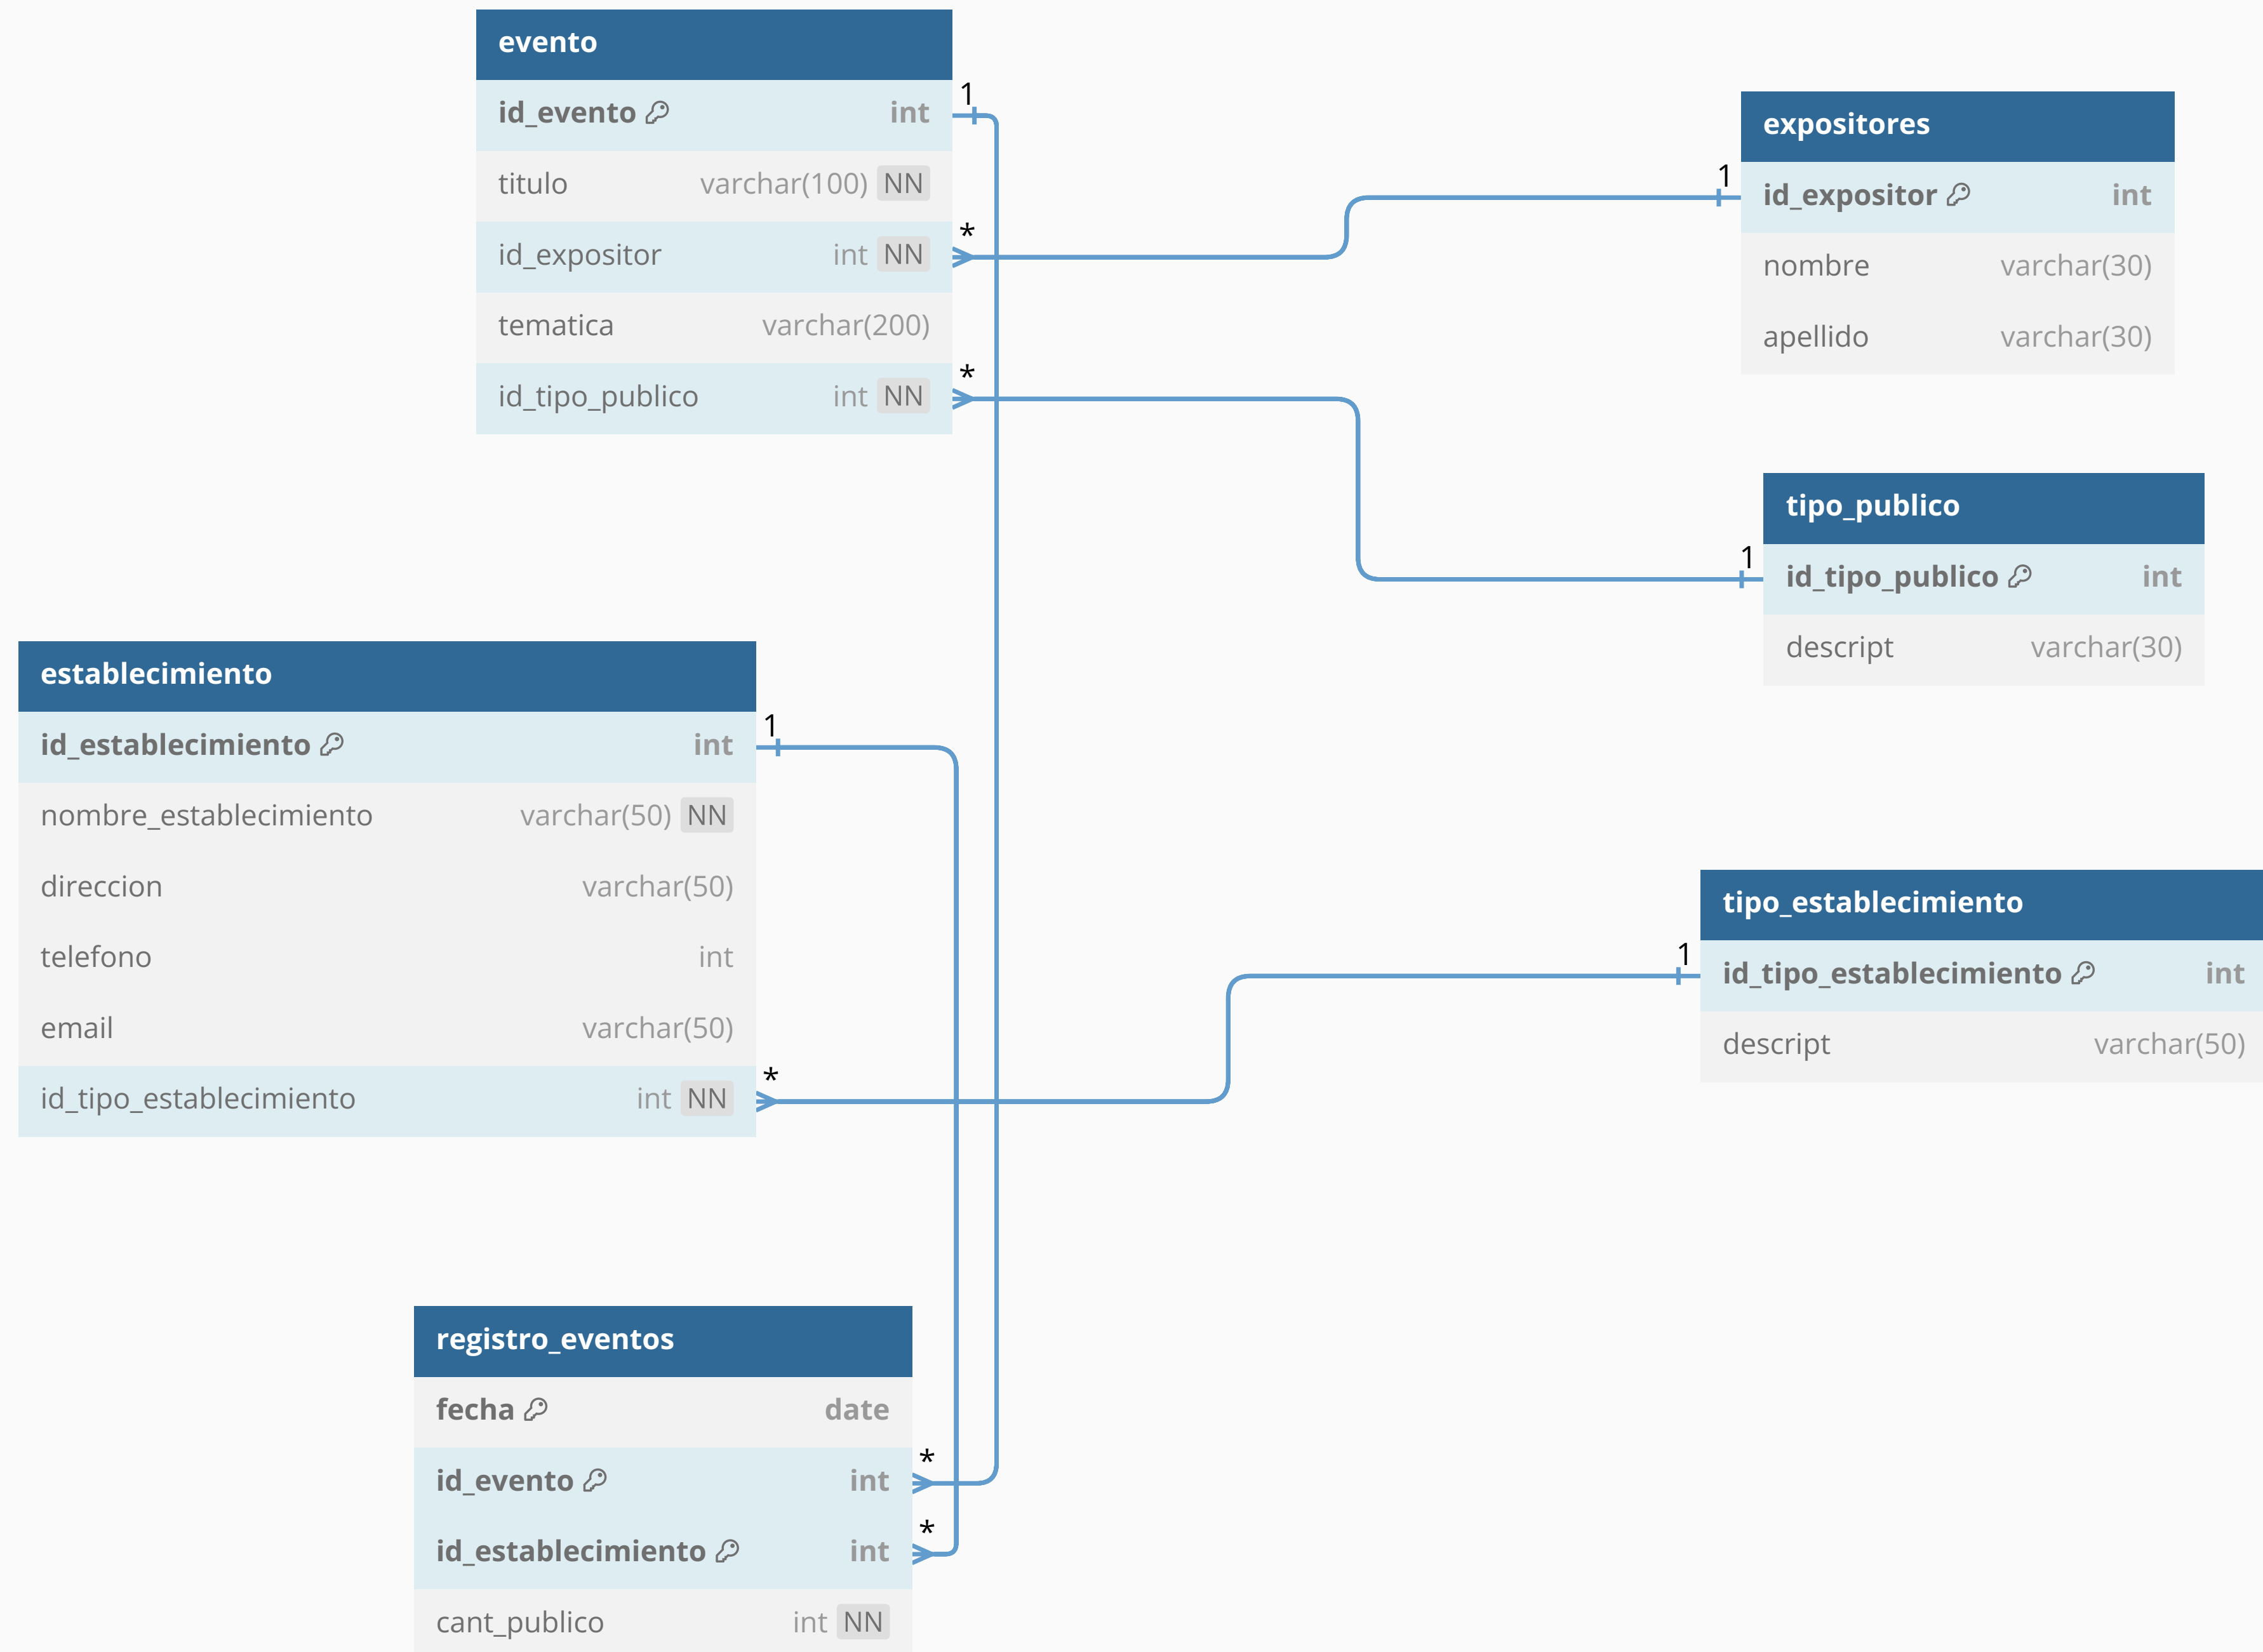 evento
1
id_evento int
titulo varchar(100) NN
*
id_expositor int NN
tematica varchar(200)
*
id_tipo_publico int NN
expositores
1
id_expositor int
nombre varchar(30)
apellido varchar(30)
tipo_publico
1
id_tipo_publico int
descript varchar(30)
establecimiento
1
id_establecimiento int
nombre_establecimiento varchar(50) NN
direccion varchar(50)
telefono int
email varchar(50)
*
id_tipo_establecimiento int NN
tipo_establecimiento
1
id_tipo_establecimiento int
descript varchar(50)
registro_eventos
fecha date
*
id_evento int
*
id_establecimiento int
cant_publico int NN